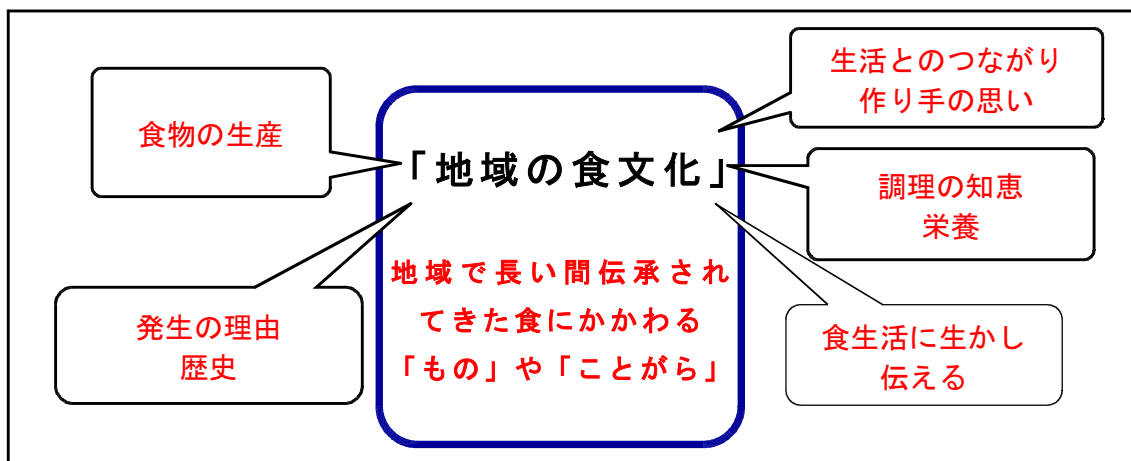 食物の生産
発生の理由
歴史
「地域の食文化」
地域で長い間伝承され
てきた食にかかわる
「もの」や「ことがら」
生活とのつながり
作り手の思い
調理の知恵
栄養
食生活に生かし
伝える